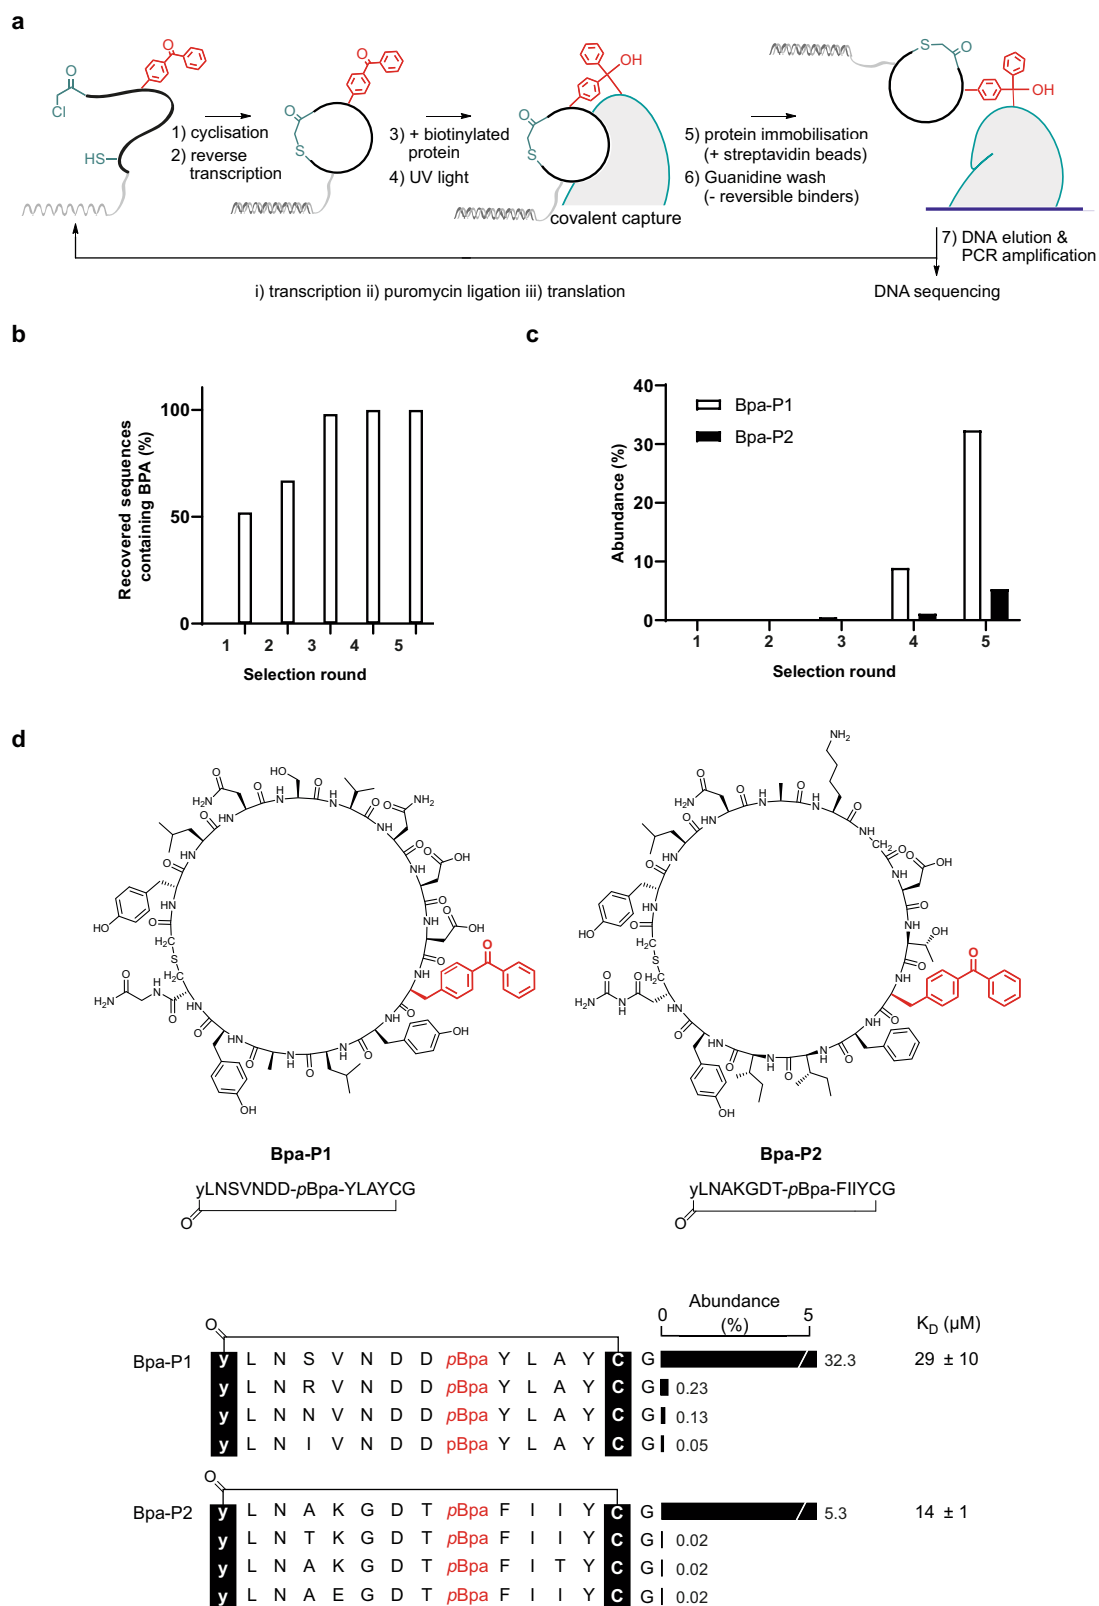 a
O
Cl
HS
O
1) cyclisation
2) reverse
transcription
O
S
O
3) + biotinylated
protein
4) UV light
O
S
OH
covalent capture
5) protein immobilisation
(+ streptavidin beads)
6) Guanidine wash
(- reversible binders)
S
O
OH
7) DNA elution &
PCR amplification
i) transcription ii) puromycin ligation iii) translation
DNA sequencing
b
Recovered sequences
containing BPA (%)
100
50
0
1 2 3 4 5
Selection round
c
Abundance (%)
40
30
20
10
0
Bpa-P1
Bpa-P2
1 2 3 4 5
Selection round
d
Bpa-P1
yLNSVNDD-pBpa-YLAYCG
O
Bpa-P2
yLNAKGDT-pBpa-FIIYCG
O
Abundance
(%)
0 5
KD (µM)
O
Bpa-P1 y L N S V N D D pBpa Y L A Y C G 32.3 29 ± 10
y L N R V N D D pBpa Y L A Y C G 0.23
y L N N V N D D pBpa Y L A Y C G 0.13
y L N I V N D D pBpa Y L A Y C G 0.05
O
Bpa-P2 y L N A K G D T pBpa F I I Y C G 5.3 14 ± 1
y L N T K G D T pBpa F I I Y C G 0.02
y L N A K G D T pBpa F I T Y C G 0.02
y L N A E G D T pBpa F I I Y C G 0.02